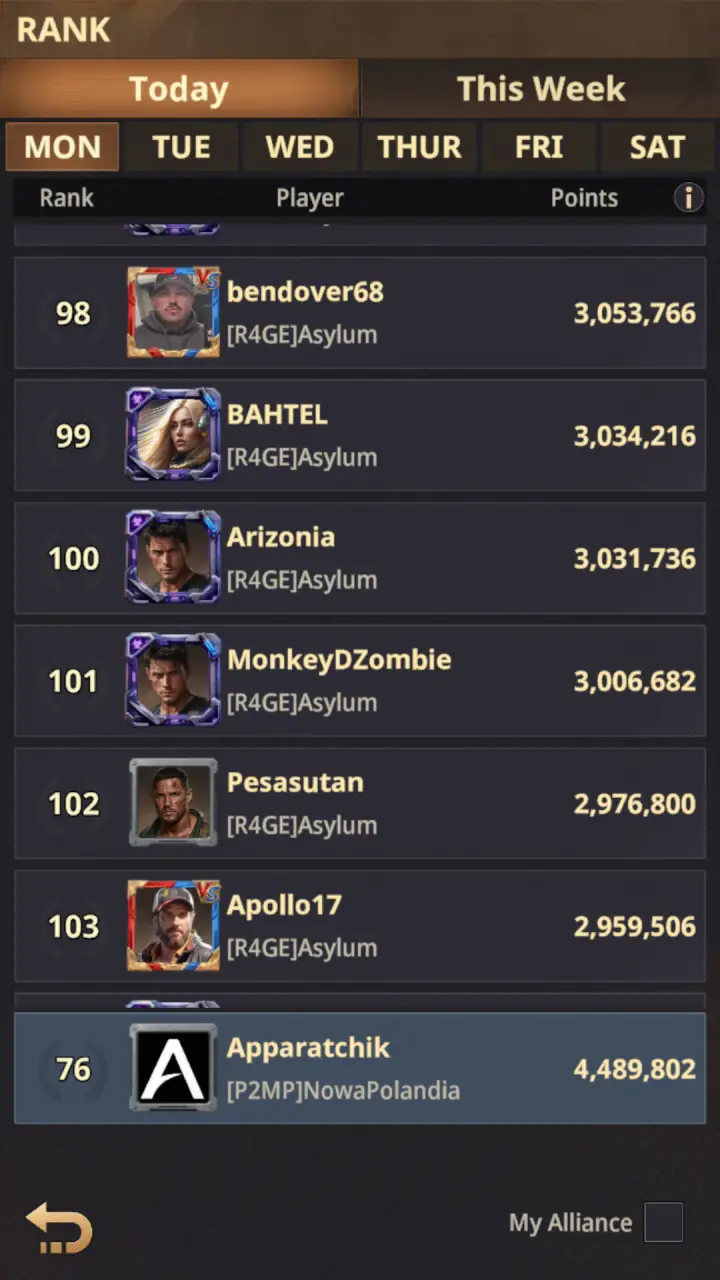 RANK
Today This Week
MON TUE WED THUR FRI SAT
Rank Player Points i
98 bendover68 3,053,766
[R4GE]Asylum
99 BAHTEL 3,034,216
[R4GE]Asylum
100 Arizonia 3,031,736
[R4GE]Asylum
101 MonkeyDZombie 3,006,682
[R4GE]Asylum
102 Pesasutan 2,976,800
[R4GE]Asylum
103 Apollo17 2,959,506
[R4GE]Asylum
76 Apparatchik 4,489,802
[P2MP]NowaPolandia
My Alliance